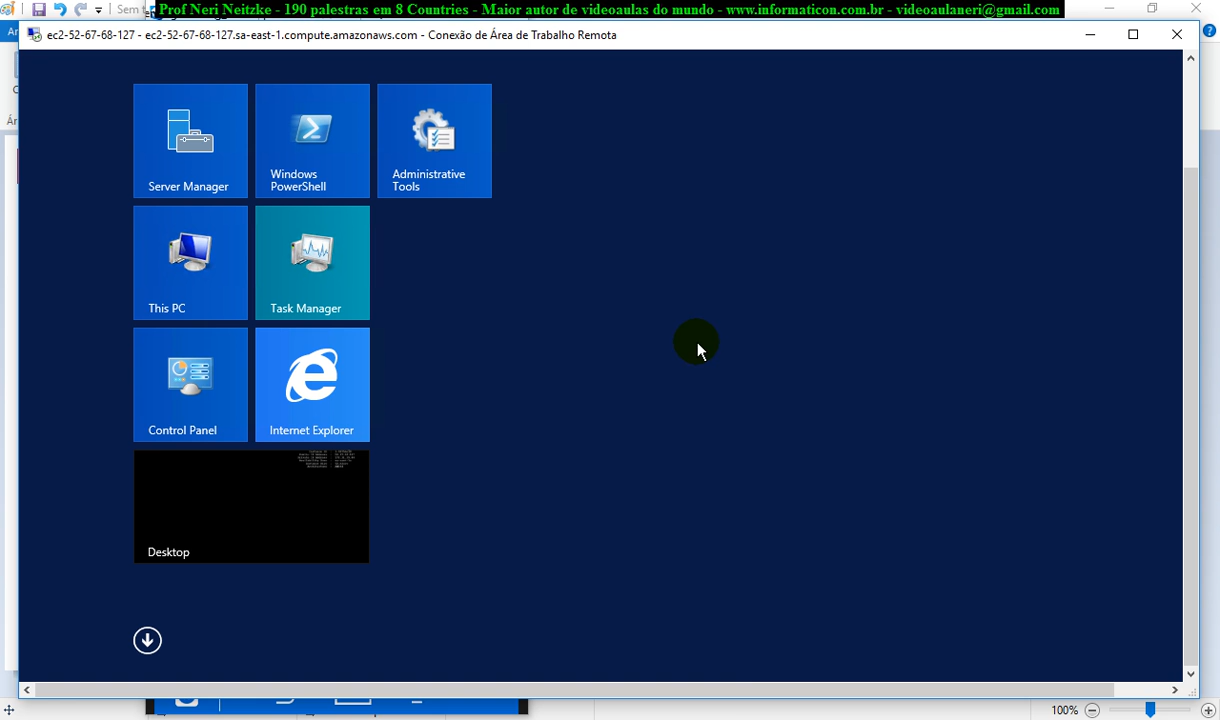 Sem t
Prof Neri Neitzke - 190 palestras em 8 Countries - Maior autor de videoaulas do mundo - www.informaticon.com.br - videoaulaneri@gmail.com
ec2-52-67-68-127 - ec2-52-67-68-127.sa-east-1.compute.amazonaws.com - Conexão de Área de Trabalho Remota
Server Manager
Windows
PowerShell
Administrative
Tools
This PC
Task Manager
Control Panel
Internet Explorer
Desktop
100%